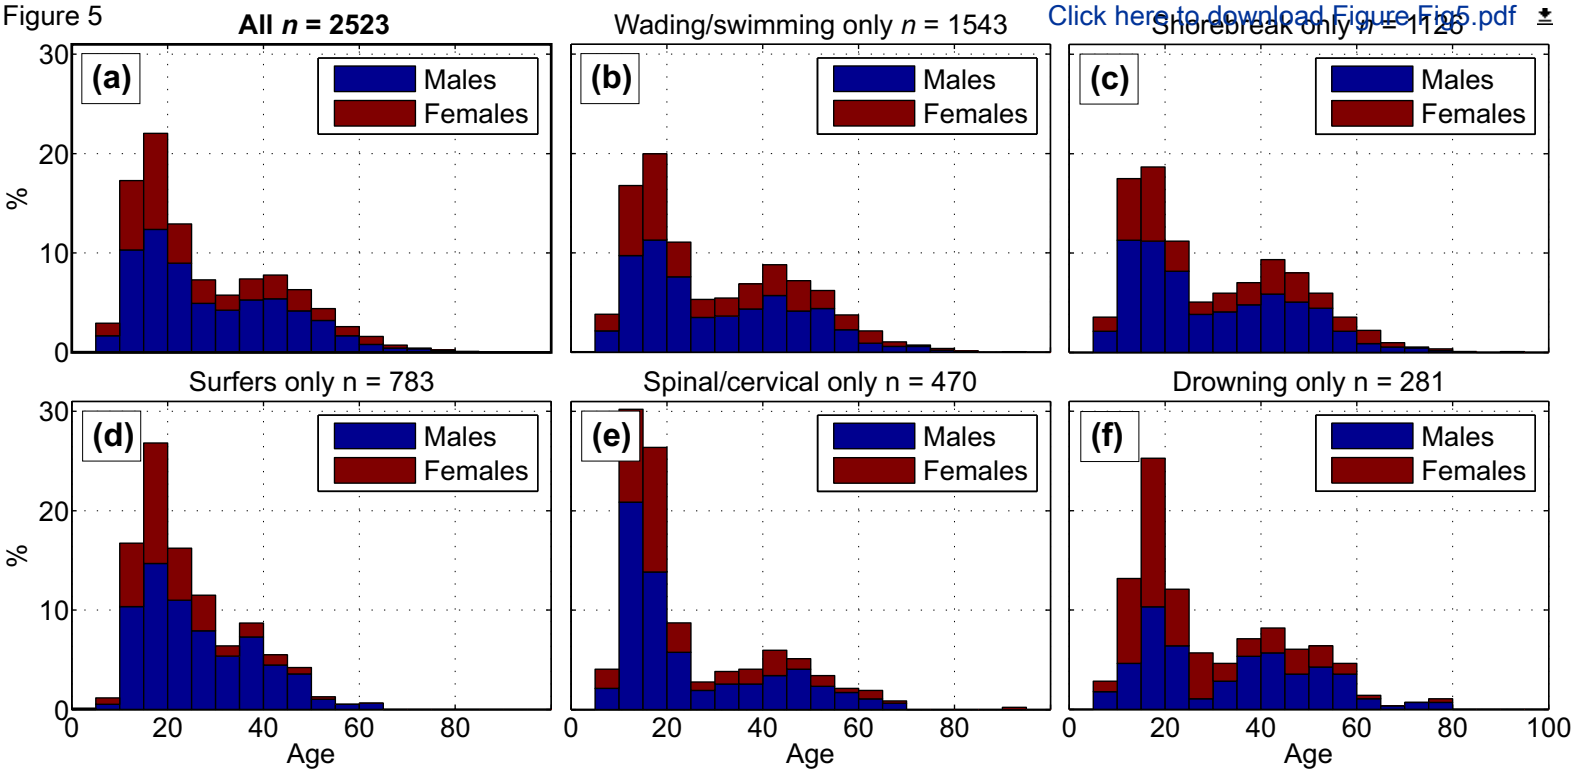 Figure 5
Click here to download Figure Fig5.pdf
All n = 2523
Wading/swimming only n = 1543
Shorebreak only n = 1126
(a)
Males
Females
(b)
Males
Females
(c)
Males
Females
30
20
10
0
%
Surfers only n = 783
Spinal/cervical only n = 470
Drowning only n = 281
(d)
Males
Females
(e)
Males
Females
(f)
Males
Females
30
20
10
0
%
0 20 40 60 80
0 20 40 60 80
0 20 40 60 80 100
Age
Age
Age